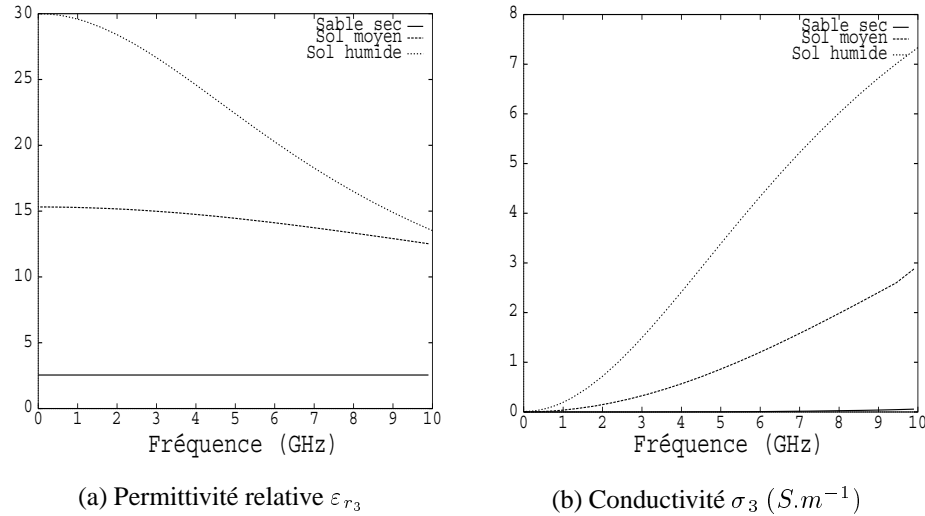 30
25
20
15
10
5
0
0 1 2 3 4 5 6 7 8 9 10
Sable sec
Sol moyen
Sol humide
Fréquence (GHz)
(a) Permittivité relative ε_{r_3}
8
7
6
5
4
3
2
1
0
0 1 2 3 4 5 6 7 8 9 10
Sable sec
Sol moyen
Sol humide
Fréquence (GHz)
(b) Conductivité σ_3 (S.m^{-1})